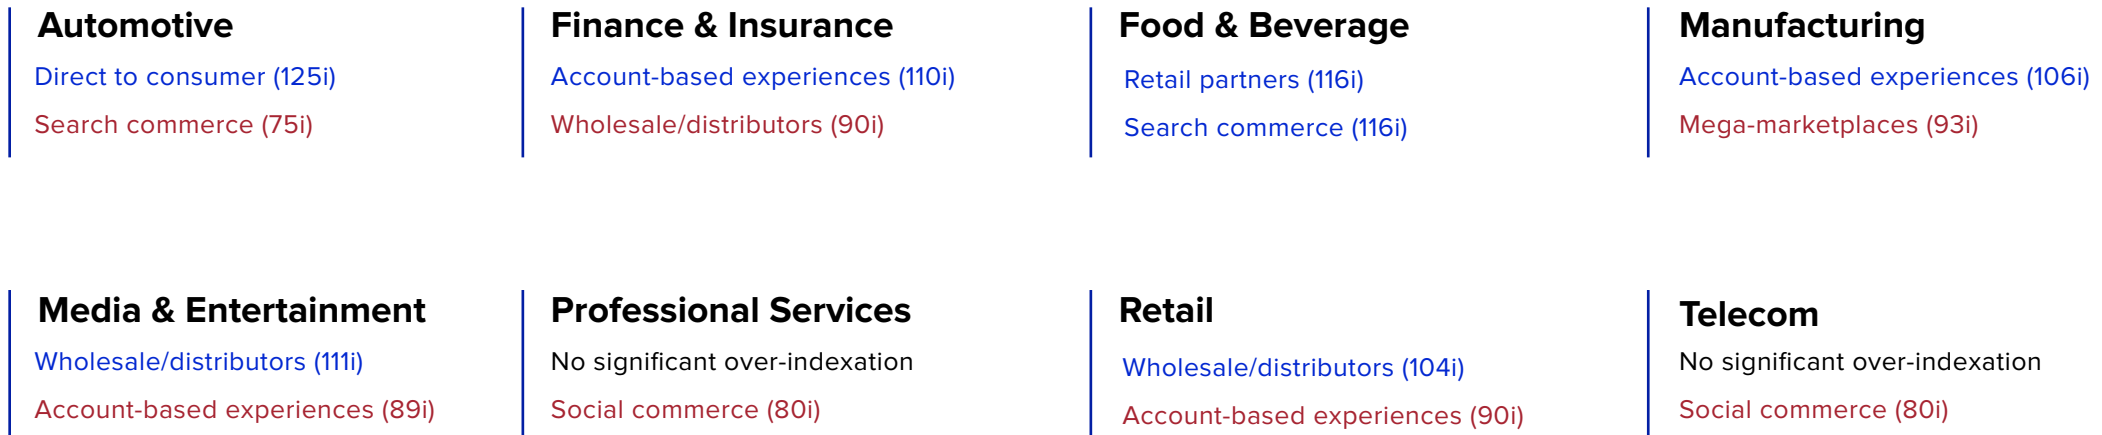 Automotive
Direct to consumer (125i)
Search commerce (75i)
Finance & Insurance
Account-based experiences (110i)
Wholesale/distributors (90i)
Food & Beverage
Retail partners (116i)
Search commerce (116i)
Manufacturing
Account-based experiences (106i)
Mega-marketplaces (93i)
Media & Entertainment
Wholesale/distributors (111i)
Account-based experiences (89i)
Professional Services
No significant over-indexation
Social commerce (80i)
Retail
Wholesale/distributors (104i)
Account-based experiences (90i)
Telecom
No significant over-indexation
Social commerce (80i)